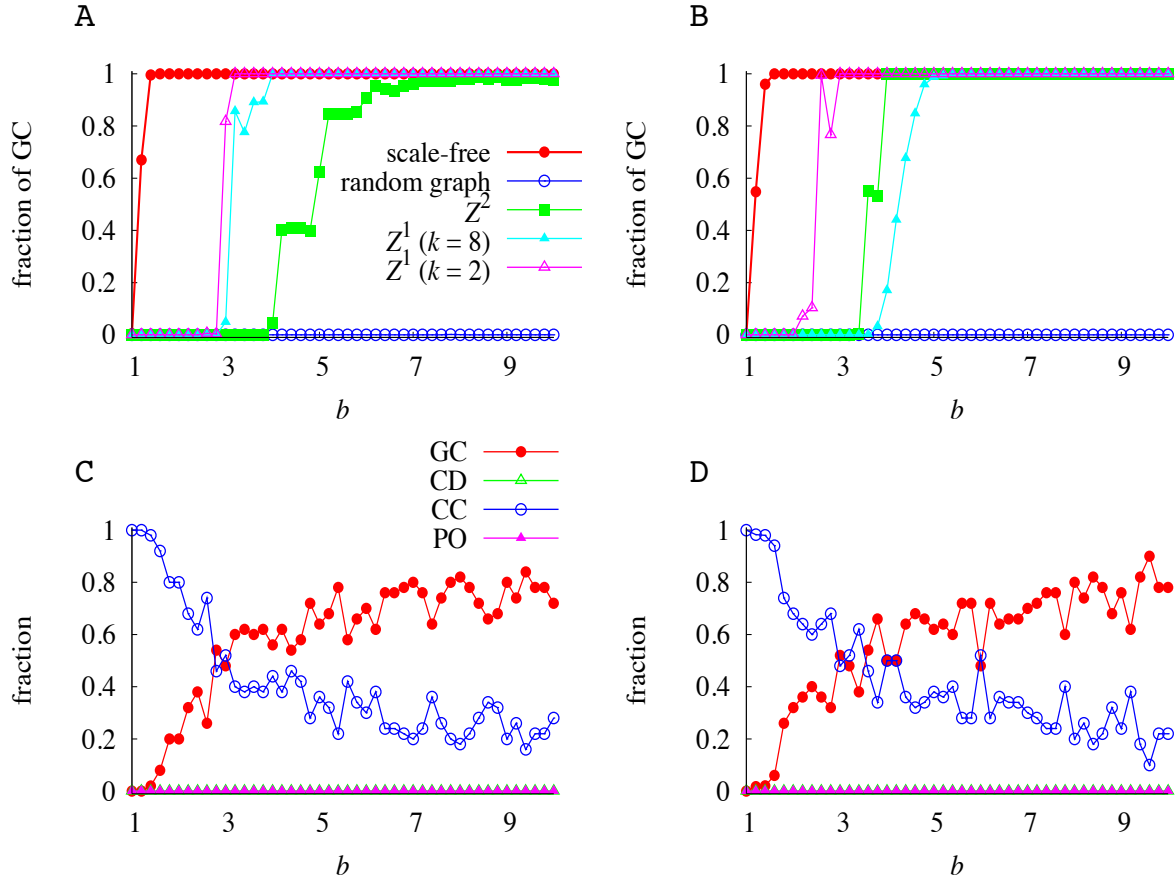 A
B
1
0.8
0.6
0.4
0.2
0
fraction of GC
1 3 5 7 9
b
scale-free
random graph
Z²
Z¹ (k = 8)
Z¹ (k = 2)
1
0.8
0.6
0.4
0.2
0
fraction of GC
1 3 5 7 9
b
C
GC
CD
CC
PO
1
0.8
0.6
0.4
0.2
0
fraction
1 3 5 7 9
b
D
1
0.8
0.6
0.4
0.2
0
fraction
1 3 5 7 9
b